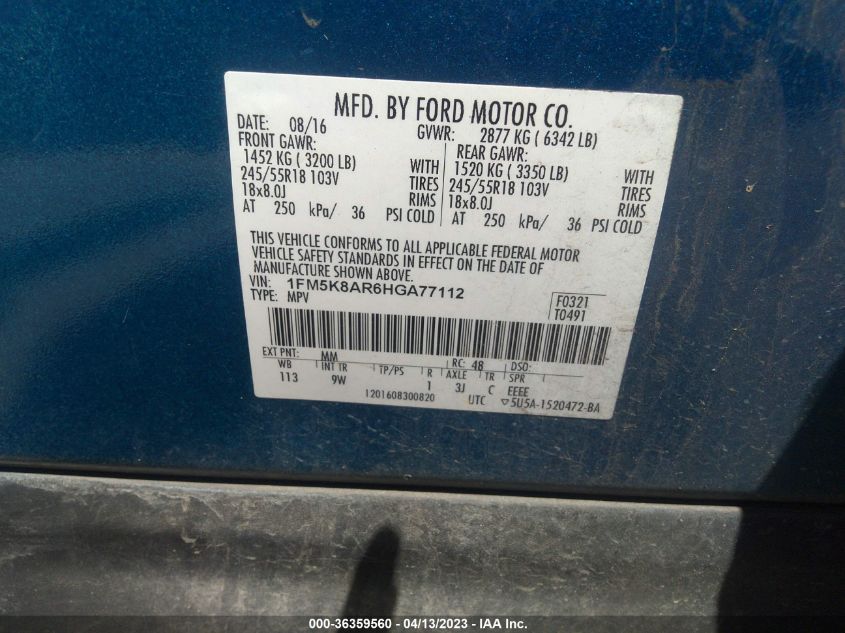 MFD. BY FORD MOTOR CO.
DATE: 08/16 GVWR: 2877 KG ( 6342 LB)
FRONT GAWR: REAR GAWR:
1452 KG ( 3200 LB) WITH 1520 KG ( 3350 LB) WITH
245/55R18 103V TIRES 245/55R18 103V TIRES
18x8.0J RIMS 18x8.0J RIMS
AT 250 kPa/ 36 PSI COLD AT 250 kPa/ 36 PSI COLD
THIS VEHICLE CONFORMS TO ALL APPLICABLE FEDERAL MOTOR
VEHICLE SAFETY STANDARDS IN EFFECT ON THE DATE OF
MANUFACTURE SHOWN ABOVE.
VIN: 1FM5K8AR6HGA77112 F0321
TYPE: MPV T0491
EXT PNT: MM RC: 48 DSO:
WB INT TR TP/PS R AXLE TR SPR
113 9W 1 3J C EEEE
1201608300820 UTC ▽5U5A-1520472-BA
000-36359560 - 04/13/2023 - IAA Inc.